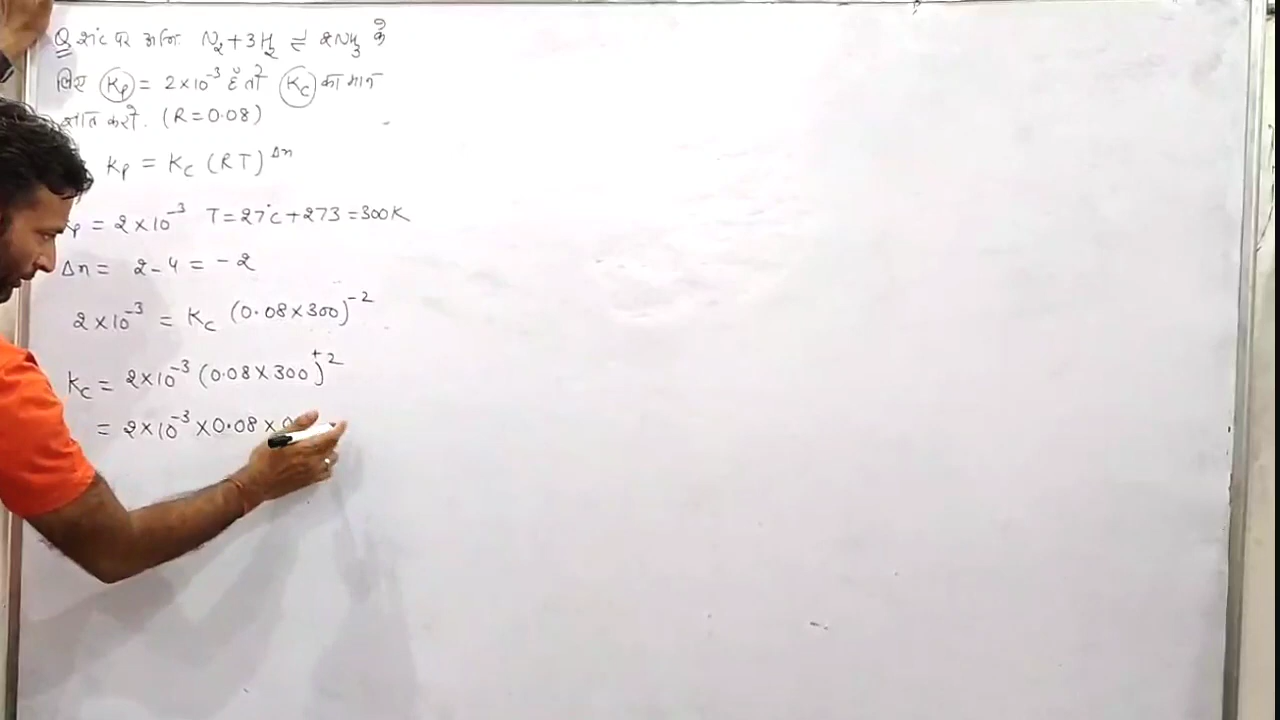 Q 27°C पर अभि. N₂ + 3H₂ ⇌ 2NH₃ के
लिए Kp = 2×10⁻³ है तो Kc का मान
ज्ञात करो. (R = 0.08)
Kp = Kc (RT)^Δn
= 2×10⁻³ T = 27°C + 273 = 300K
Δn = 2 - 4 = -2
2×10⁻³ = Kc (0.08×300)⁻²
Kc = 2×10⁻³ (0.08×300)⁺²
= 2×10⁻³ × 0.08 ×